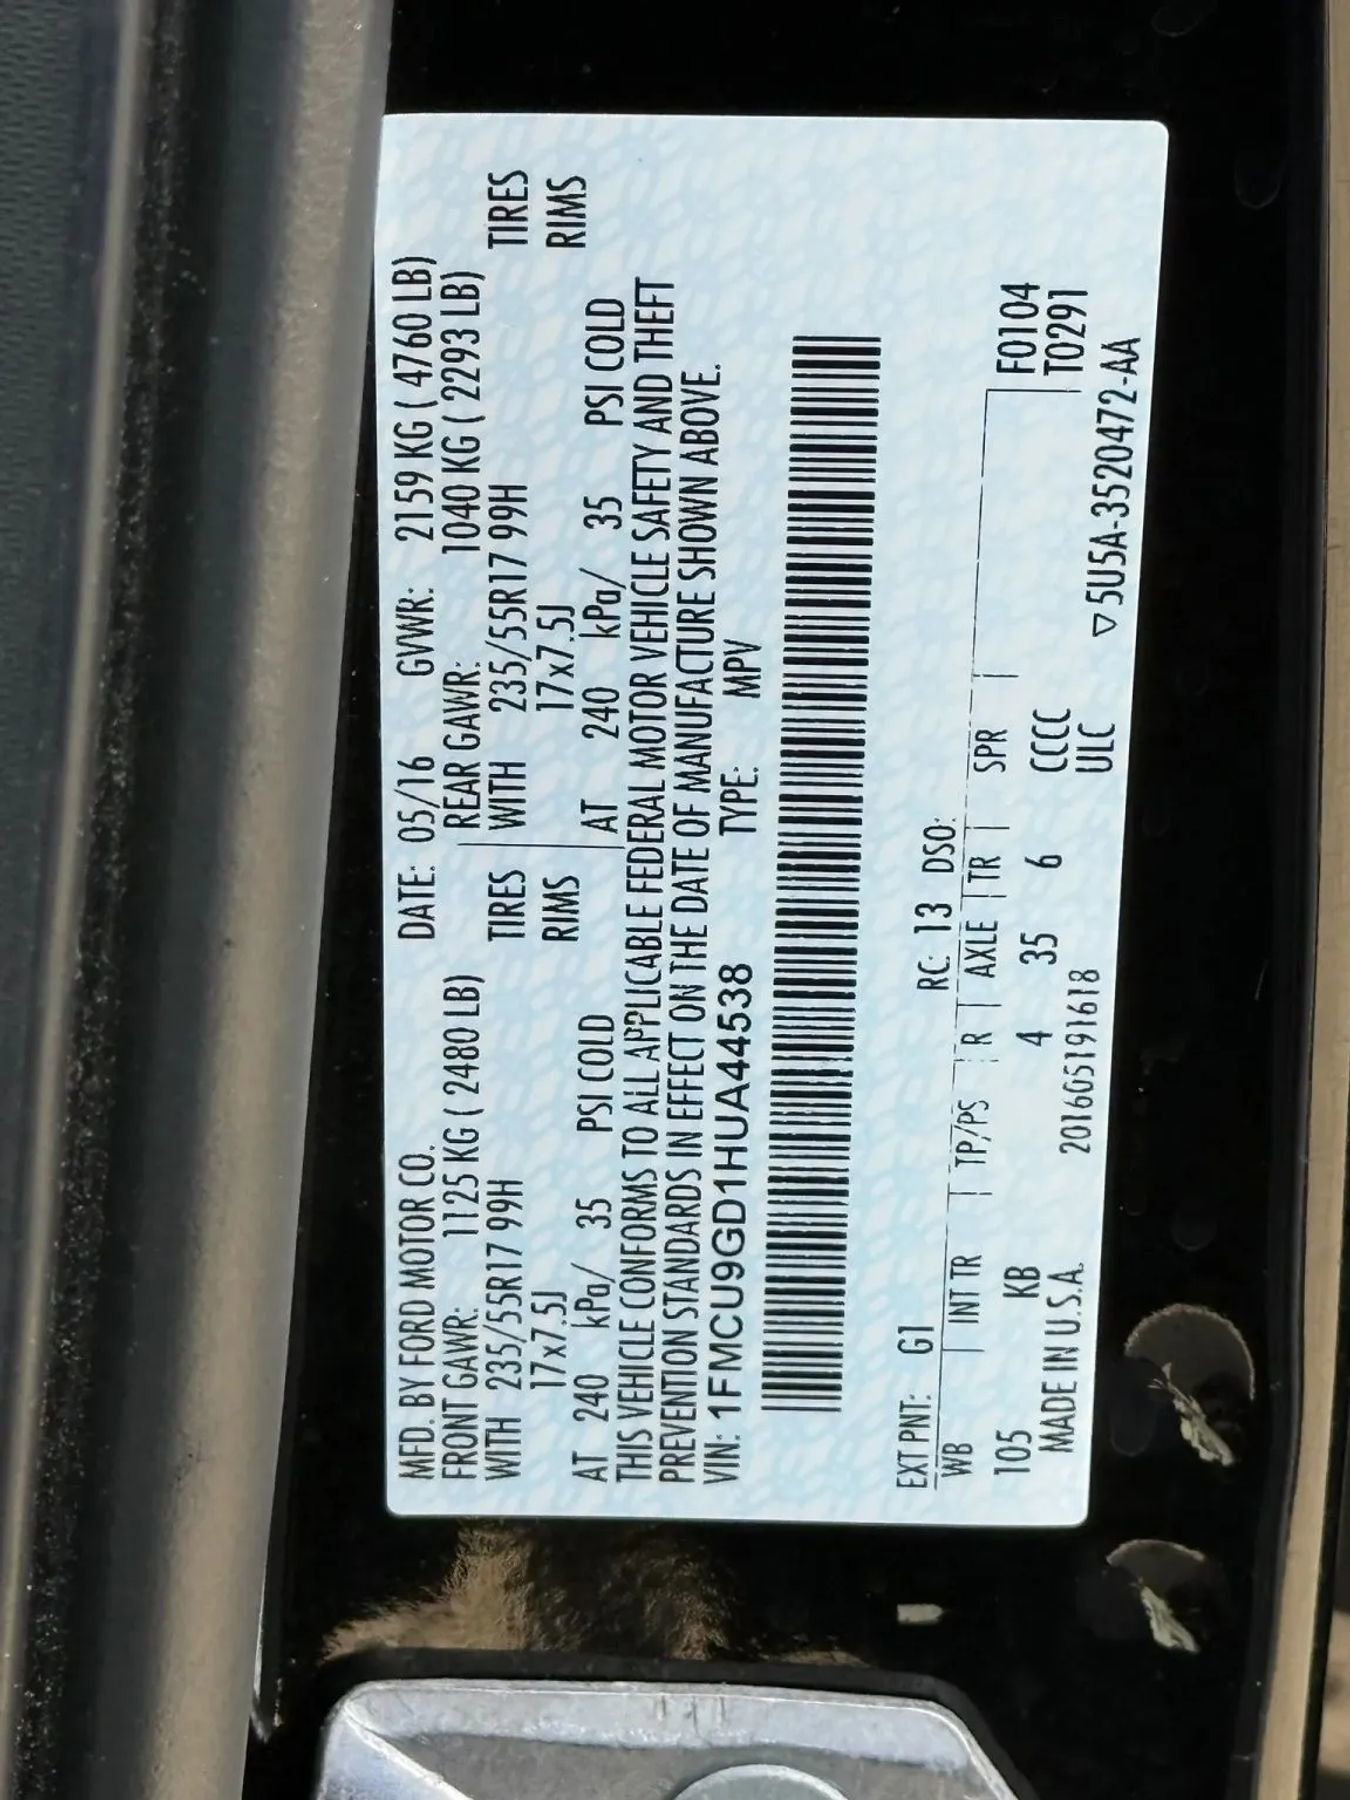 MFD. BY FORD MOTOR CO. DATE: 05/16 GVWR: 2159 KG ( 4760 LB)
FRONT GAWR: 1125 KG ( 2480 LB) REAR GAWR: 1040 KG ( 2293 LB)
WITH 235/55R17 99H TIRES WITH 235/55R17 99H TIRES
17x7.5J RIMS 17x7.5J RIMS
AT 240 kPa/ 35 PSI COLD AT 240 kPa/ 35 PSI COLD
THIS VEHICLE CONFORMS TO ALL APPLICABLE FEDERAL MOTOR VEHICLE SAFETY AND THEFT
PREVENTION STANDARDS IN EFFECT ON THE DATE OF MANUFACTURE SHOWN ABOVE.
VIN: 1FMCU9GD1HUA44538 TYPE: MPV
EXT PNT: G1 RC: 13 DSO:
WB INT TR TP/PS R AXLE TR SPR F0104
105 KB 4 35 6 CCCC T0291
MADE IN U.S.A. 201605191618 ULC
▽5U5A-3520472-AA